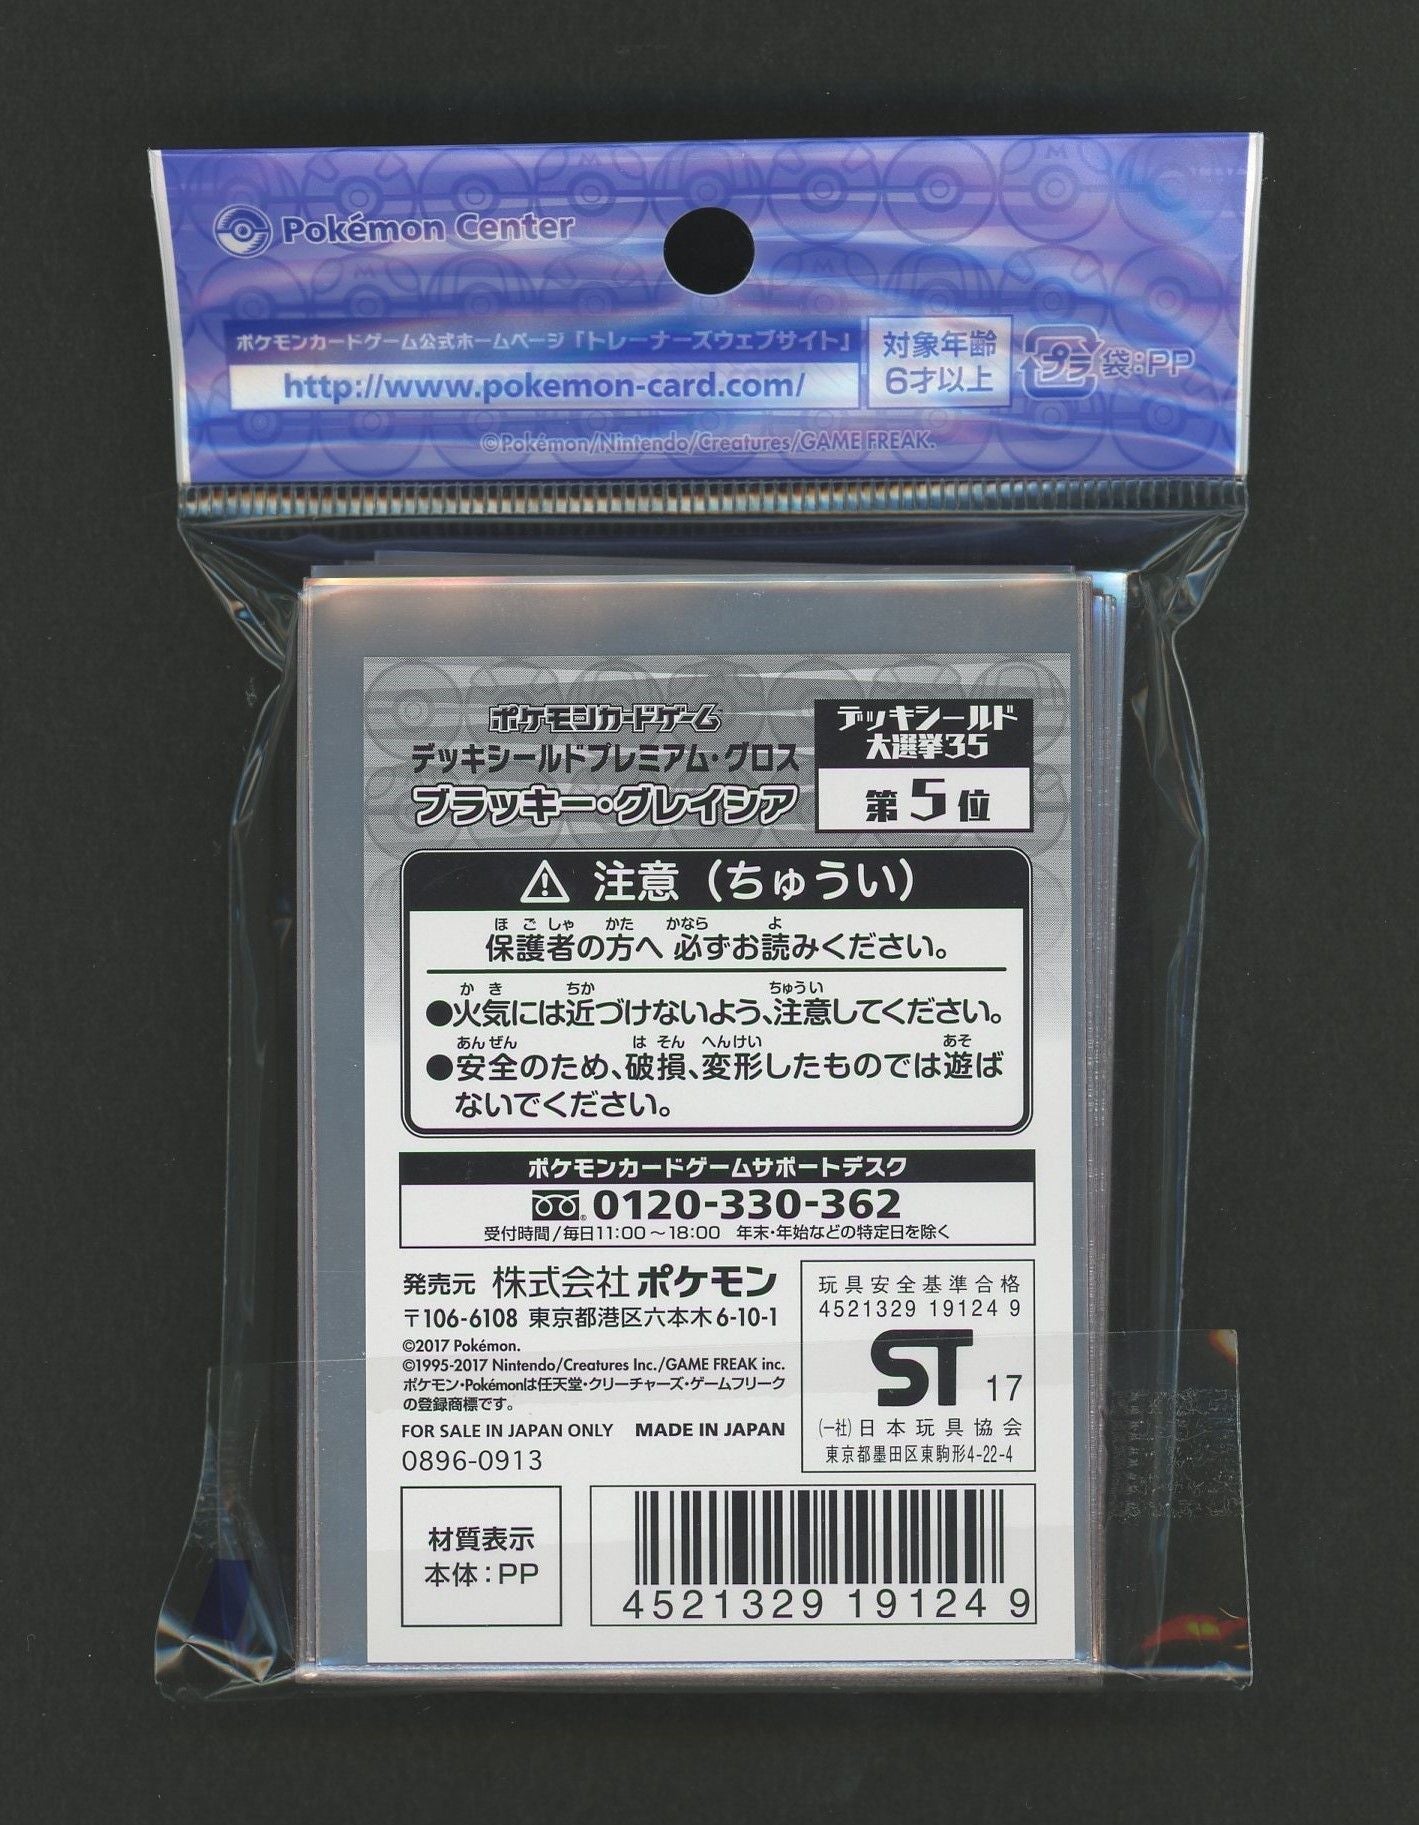 Pokémon Center
ポケモンカードゲーム公式ホームページ「トレーナーズウェブサイト」
http://www.pokemon-card.com/
対象年齢
6才以上
プラ 袋:PP
©Pokémon/Nintendo/Creatures/GAME FREAK.
ポケモンカードゲーム
デッキシールドプレミアム・グロス
ブラッキー・グレイシア
デッキシールド
大選挙35
第5位
注意(ちゅうい)
ほごしゃ かた かなら よ
保護者の方へ 必ずお読みください。
かき ちか ちゅうい
●火気には近づけないよう、注意してください。
あんぜん はそん へんけい あそ
●安全のため、破損、変形したものでは遊ば
ないでください。
ポケモンカードゲームサポートデスク
0120-330-362
受付時間/毎日11:00~18:00 年末・年始などの特定日を除く
発売元 株式会社ポケモン
〒106-6108 東京都港区六本木6-10-1
©2017 Pokémon.
©1995-2017 Nintendo/Creatures Inc./GAME FREAK inc.
ポケモン・Pokémonは任天堂・クリーチャーズ・ゲームフリーク
の登録商標です。
FOR SALE IN JAPAN ONLY MADE IN JAPAN
0896-0913
玩具安全基準合格
4521329 19124 9
ST 17
(一社)日本玩具協会
東京都墨田区東駒形4-22-4
材質表示
本体:PP
4521329 19124 9